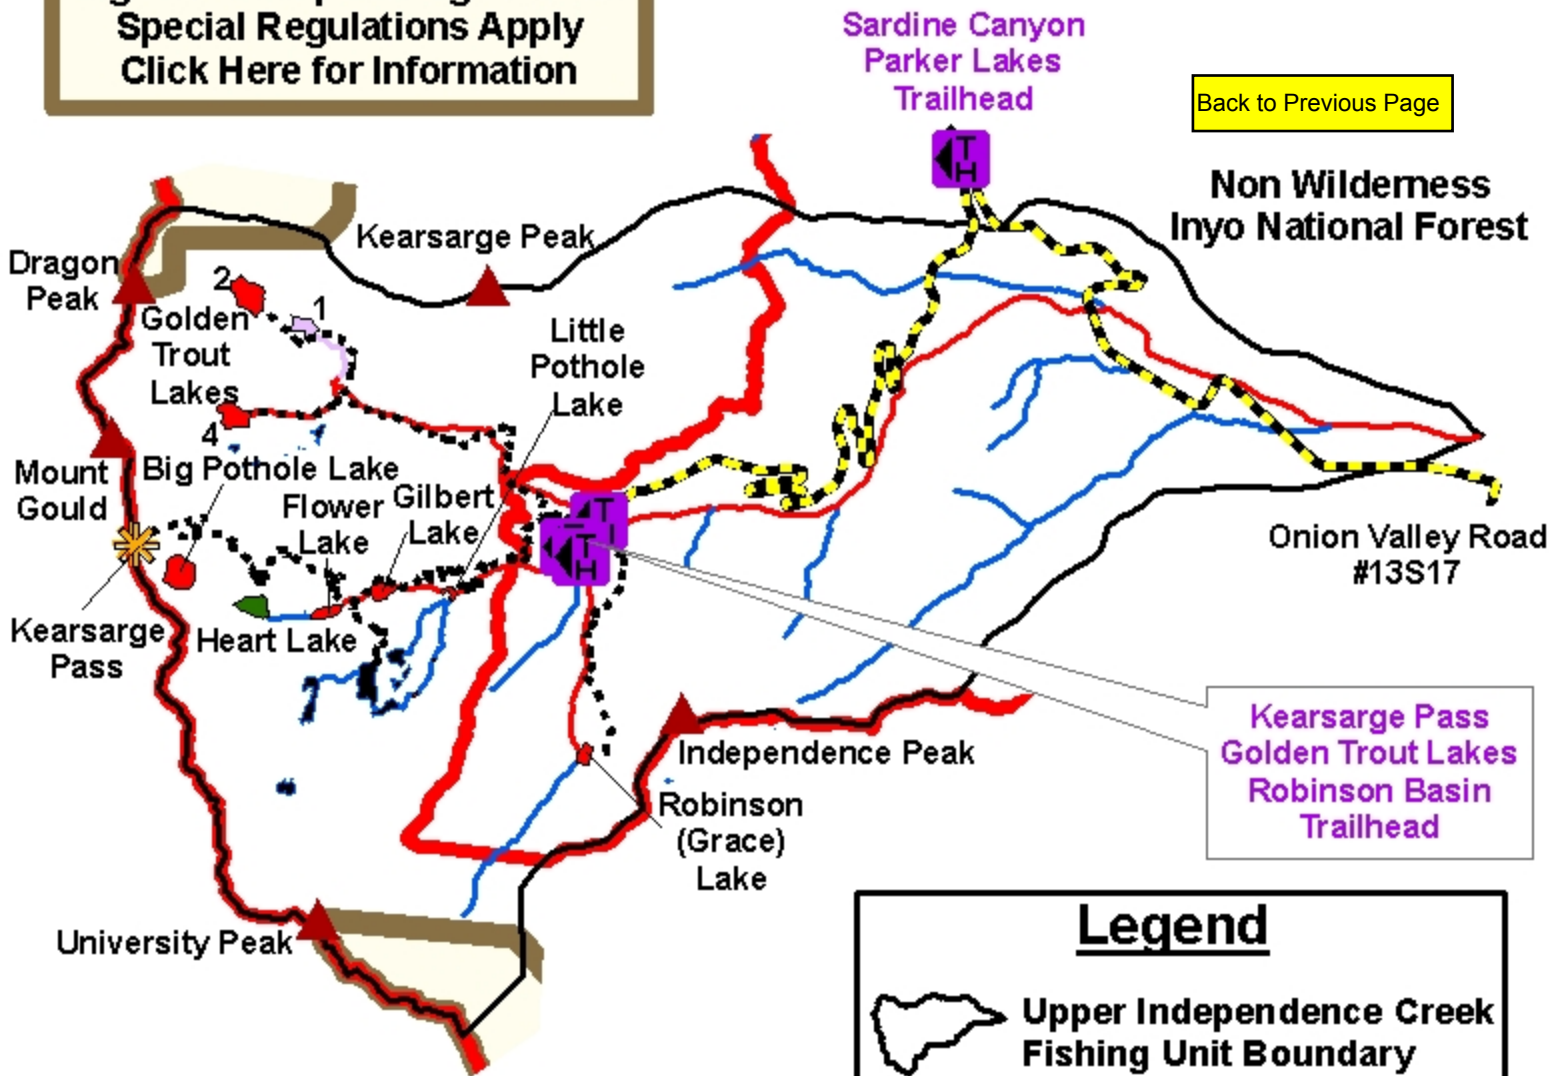 Special Regulations Apply
Click Here for Information
Sardine Canyon
Parker Lakes
Trailhead
Back to Previous Page
T
H
Non Wilderness
Inyo National Forest
Kearsarge Peak
Dragon
Peak
2
1
Golden
Trout
Lakes
4
Little
Pothole
Lake
Mount
Gould
Big Pothole Lake
Flower
Lake
Gilbert
Lake
T
T
H
Onion Valley Road
#13S17
Kearsarge
Pass
Heart Lake
Independence Peak
Kearsarge Pass
Golden Trout Lakes
Robinson Basin
Trailhead
Robinson
(Grace)
Lake
University Peak
Legend
Upper Independence Creek
Fishing Unit Boundary